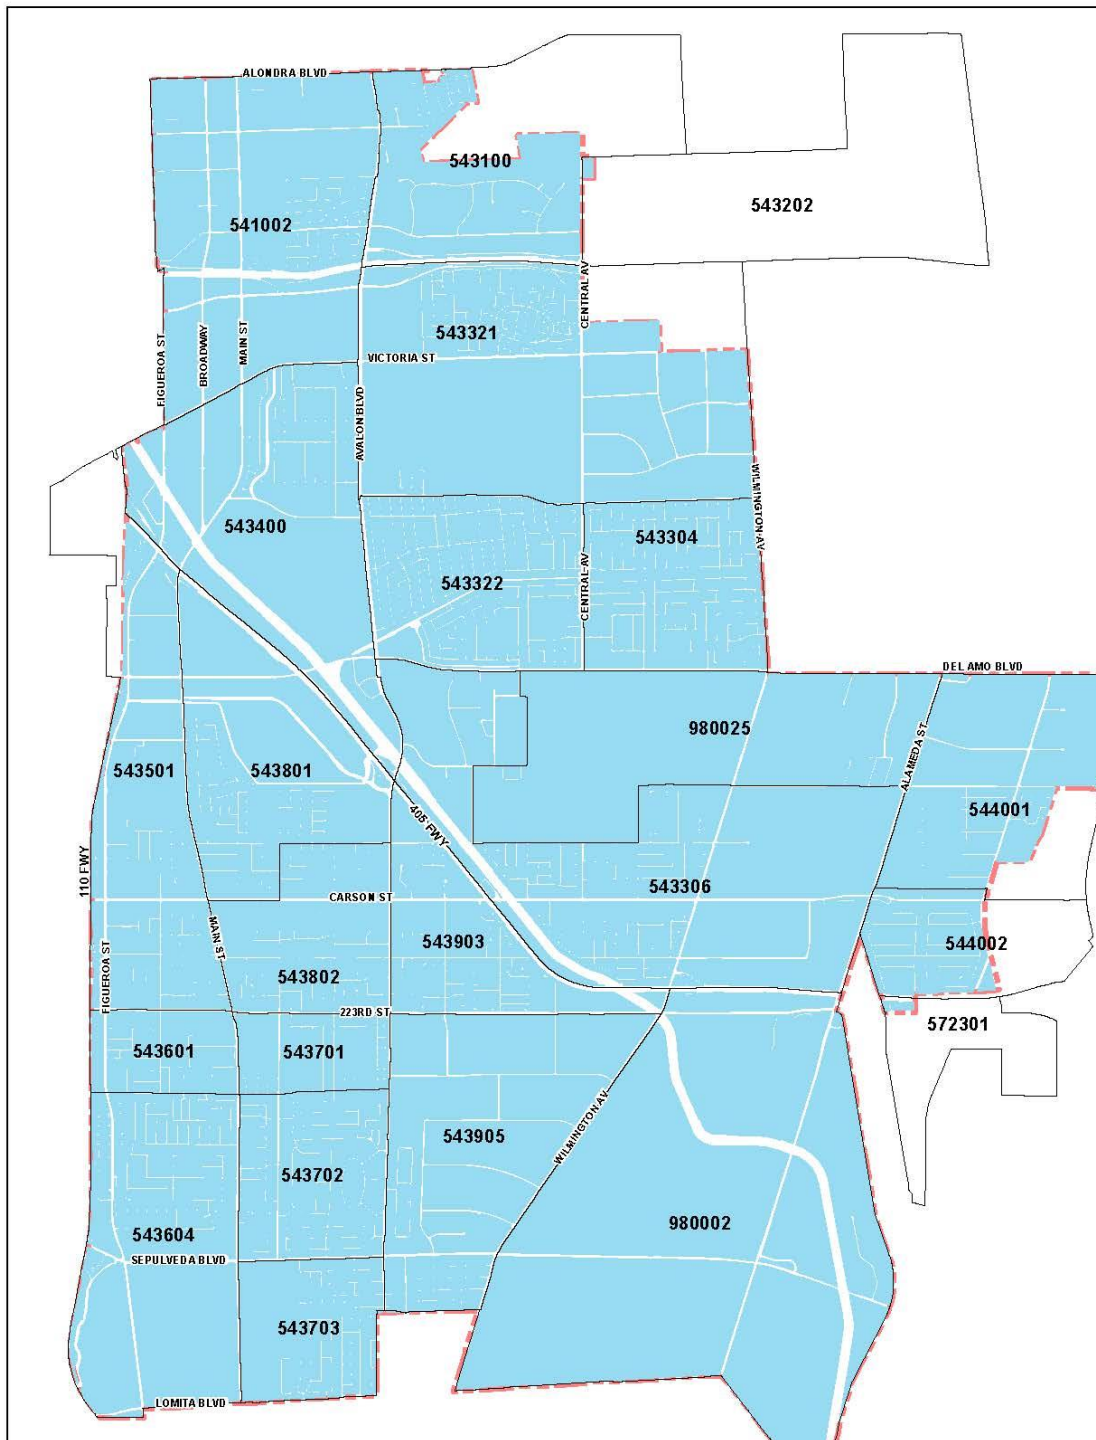 ALONDRA BLVD
543100
543202
541002
CENTRAL AV
543321
FIGUEROA ST
BROADWAY
MAIN ST
VICTORIA ST
AVALON BLVD
WILMINGTON AV
543400
543304
543322
CENTRAL AV
DEL AMO BLVD
980025
ALAMEDA ST
543501
543801
544001
405 FWY
110 FWY
543306
CARSON ST
MAIN ST
543903
544002
FIGUEROA ST
543802
223RD ST
572301
543601
543701
WILMINGTON AV
543905
543702
980002
543604
SEPULVEDA BLVD
543703
LOMITA BLVD